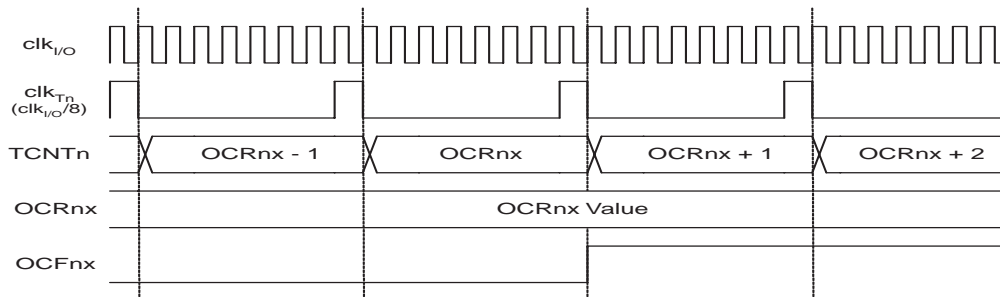 clkI/O
clkTn
(clkI/O/8)
TCNTn OCRnx - 1 OCRnx OCRnx + 1 OCRnx + 2
OCRnx OCRnx Value
OCFnx